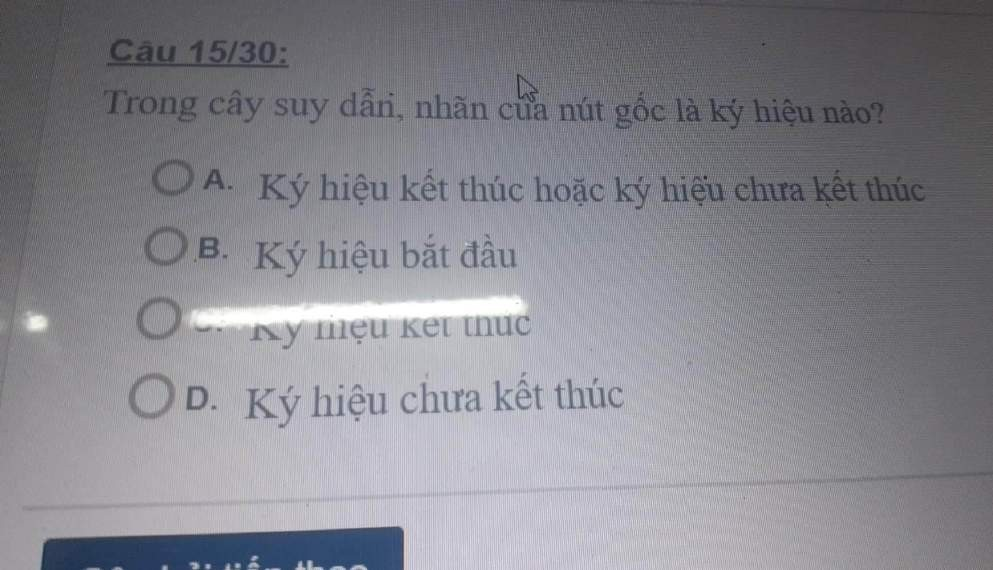 Câu 15/30:
Trong cây suy dẫn, nhãn của nút gốc là ký hiệu nào?
A. Ký hiệu kết thúc hoặc ký hiệu chưa kết thúc
B. Ký hiệu bắt đầu
C. Ký hiệu kết thúc
D. Ký hiệu chưa kết thúc